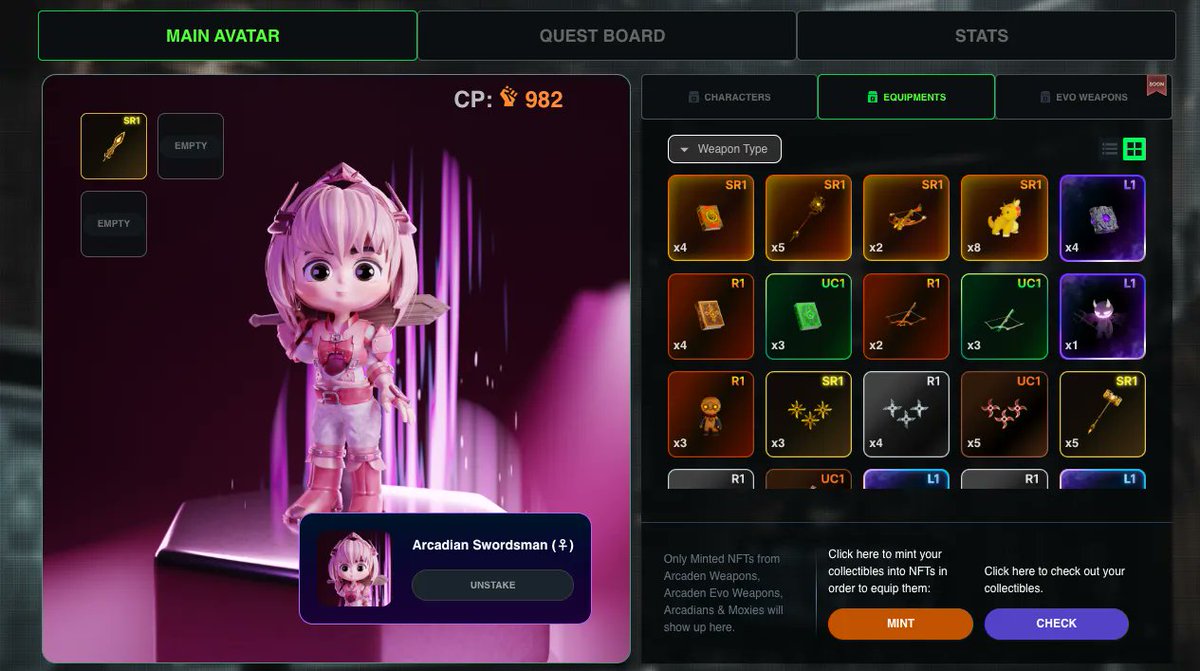 MAIN AVATAR
QUEST BOARD
STATS
CP: 982
SR1
EMPTY
EMPTY
Arcadian Swordsman (♀)
UNSTAKE
CHARACTERS
EQUIPMENTS
EVO WEAPONS
SOON
Weapon Type
SR1
x4
SR1
x5
SR1
x2
SR1
x8
L1
x4
R1
x4
UC1
x3
R1
x2
UC1
x3
L1
x1
R1
x3
SR1
x3
R1
x4
UC1
x5
SR1
x5
R1
UC1
L1
R1
L1
Only Minted NFTs from
Arcaden Weapons,
Arcaden Evo Weapons,
Arcadians & Moxies will
show up here.
Click here to mint your
collectibles into NFTs in
order to equip them:
MINT
Click here to check out your
collectibles.
CHECK